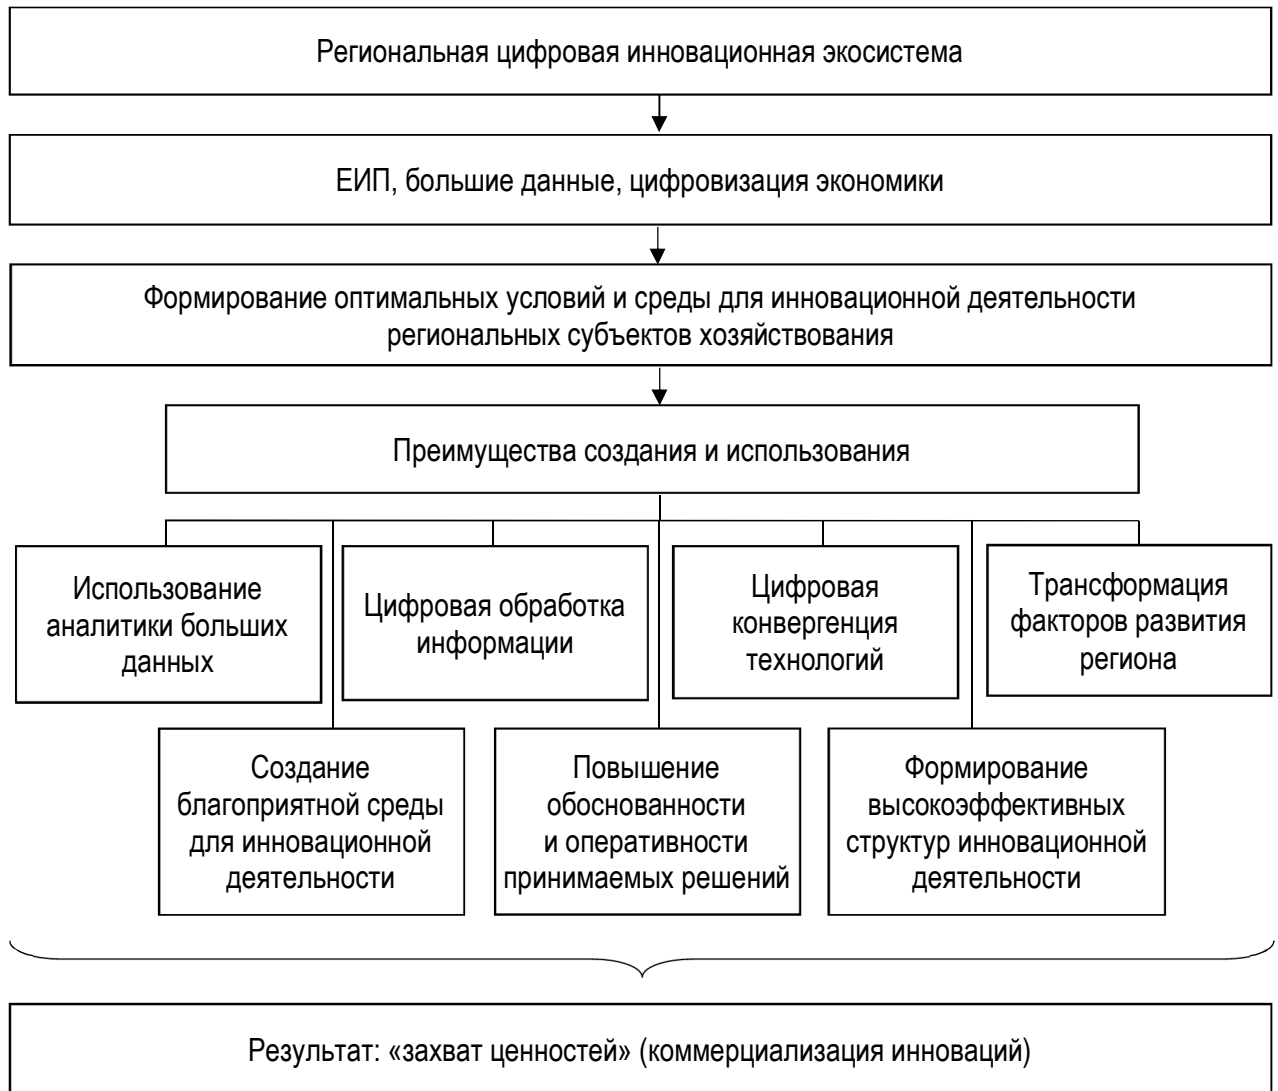 Региональная цифровая инновационная экосистема
ЕИП, большие данные, цифровизация экономики
Формирование оптимальных условий и среды для инновационной деятельности
региональных субъектов хозяйствования
Преимущества создания и использования
Использование
аналитики больших
данных
Цифровая обработка
информации
Цифровая
конвергенция
технологий
Трансформация
факторов развития
региона
Создание
благоприятной среды
для инновационной
деятельности
Повышение
обоснованности
и оперативности
принимаемых решений
Формирование
высокоэффективных
структур инновационной
деятельности
Результат: «захват ценностей» (коммерциализация инноваций)